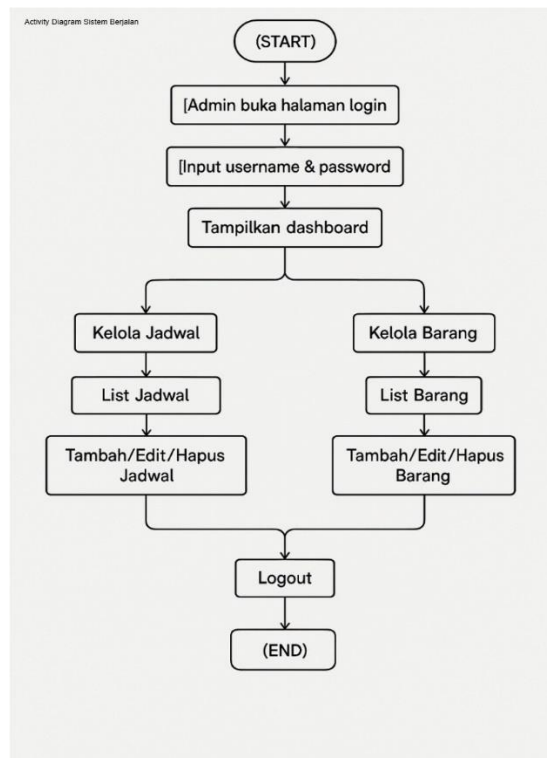 Activity Diagram Sistem Berjalan
(START)
[Admin buka halaman login
[Input username & password
Tampilkan dashboard
Kelola Jadwal
Kelola Barang
List Jadwal
List Barang
Tambah/Edit/Hapus
Jadwal
Tambah/Edit/Hapus
Barang
Logout
(END)